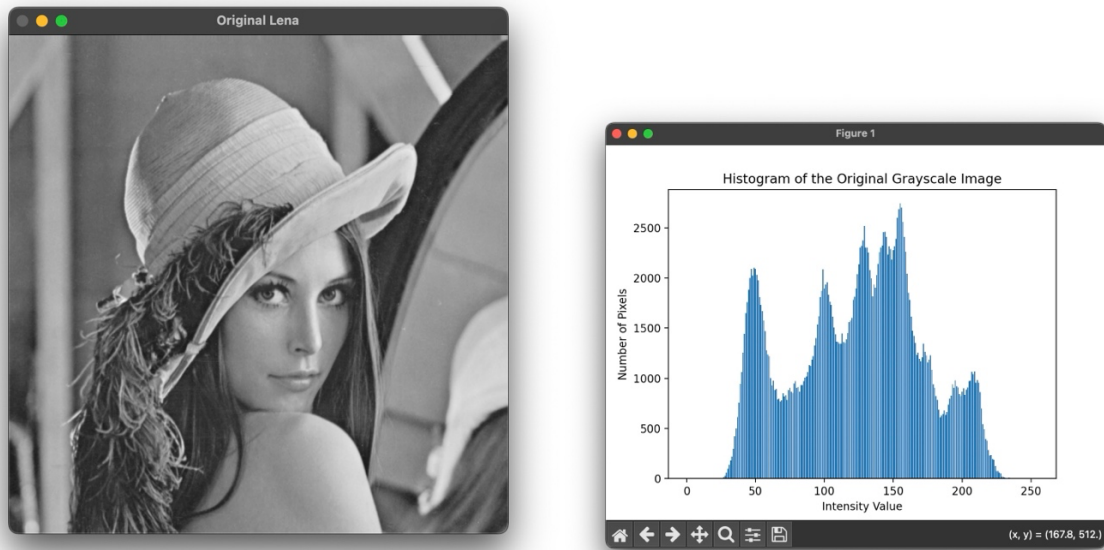 Original Lena
Figure 1
Histogram of the Original Grayscale Image
2500
2000
1500
1000
500
0
Number of Pixels
0 50 100 150 200 250
Intensity Value
(x, y) = (167.8, 512.)